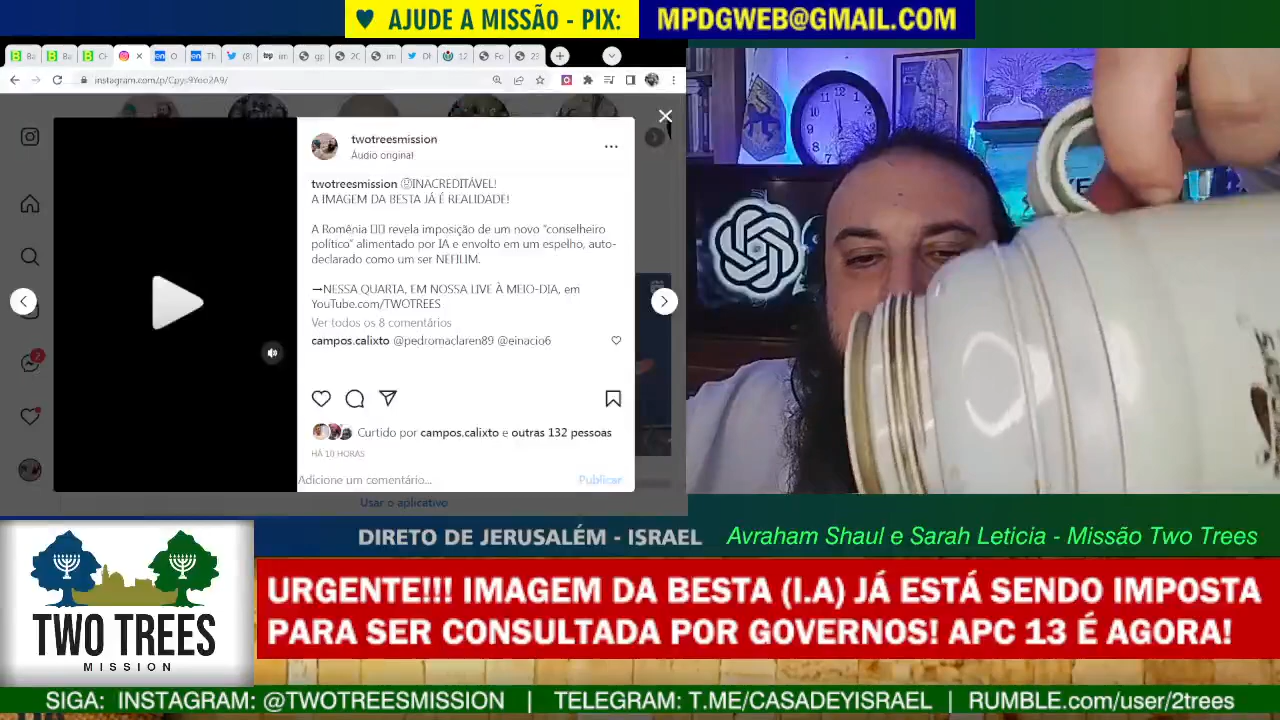 ♥ AJUDE A MISSÃO - PIX:
MPDGWEB@GMAIL.COM
instagram.com/p/Cpys9Yoo2A9/
twotreesmission
Áudio original
twotreesmission INACREDITÁVEL!
A IMAGEM DA BESTA JÁ É REALIDADE!
A Romênia revela imposição de um novo "conselheiro
político" alimentado por IA e envolto em um espelho, auto-
declarado como um ser NEFILIM.
→NESSA QUARTA, EM NOSSA LIVE À MEIO-DIA, em
YouTube.com/TWOTREES
Ver todos os 8 comentários
campos.calixto @pedromaclaren89 @einacio6
Curtido por campos.calixto e outras 132 pessoas
HÁ 10 HORAS
Adicione um comentário...
Publicar
Usar o aplicativo
2
DIRETO DE JERUSALÉM - ISRAEL
Avraham Shaul e Sarah Leticia - Missão Two Trees
TWO TREES
MISSION
URGENTE!!! IMAGEM DA BESTA (I.A) JÁ ESTÁ SENDO IMPOSTA
PARA SER CONSULTADA POR GOVERNOS! APC 13 É AGORA!
SIGA: INSTAGRAM: @TWOTREESMISSION | TELEGRAM: T.ME/CASADEYISRAEL | RUMBLE.com/user/2trees